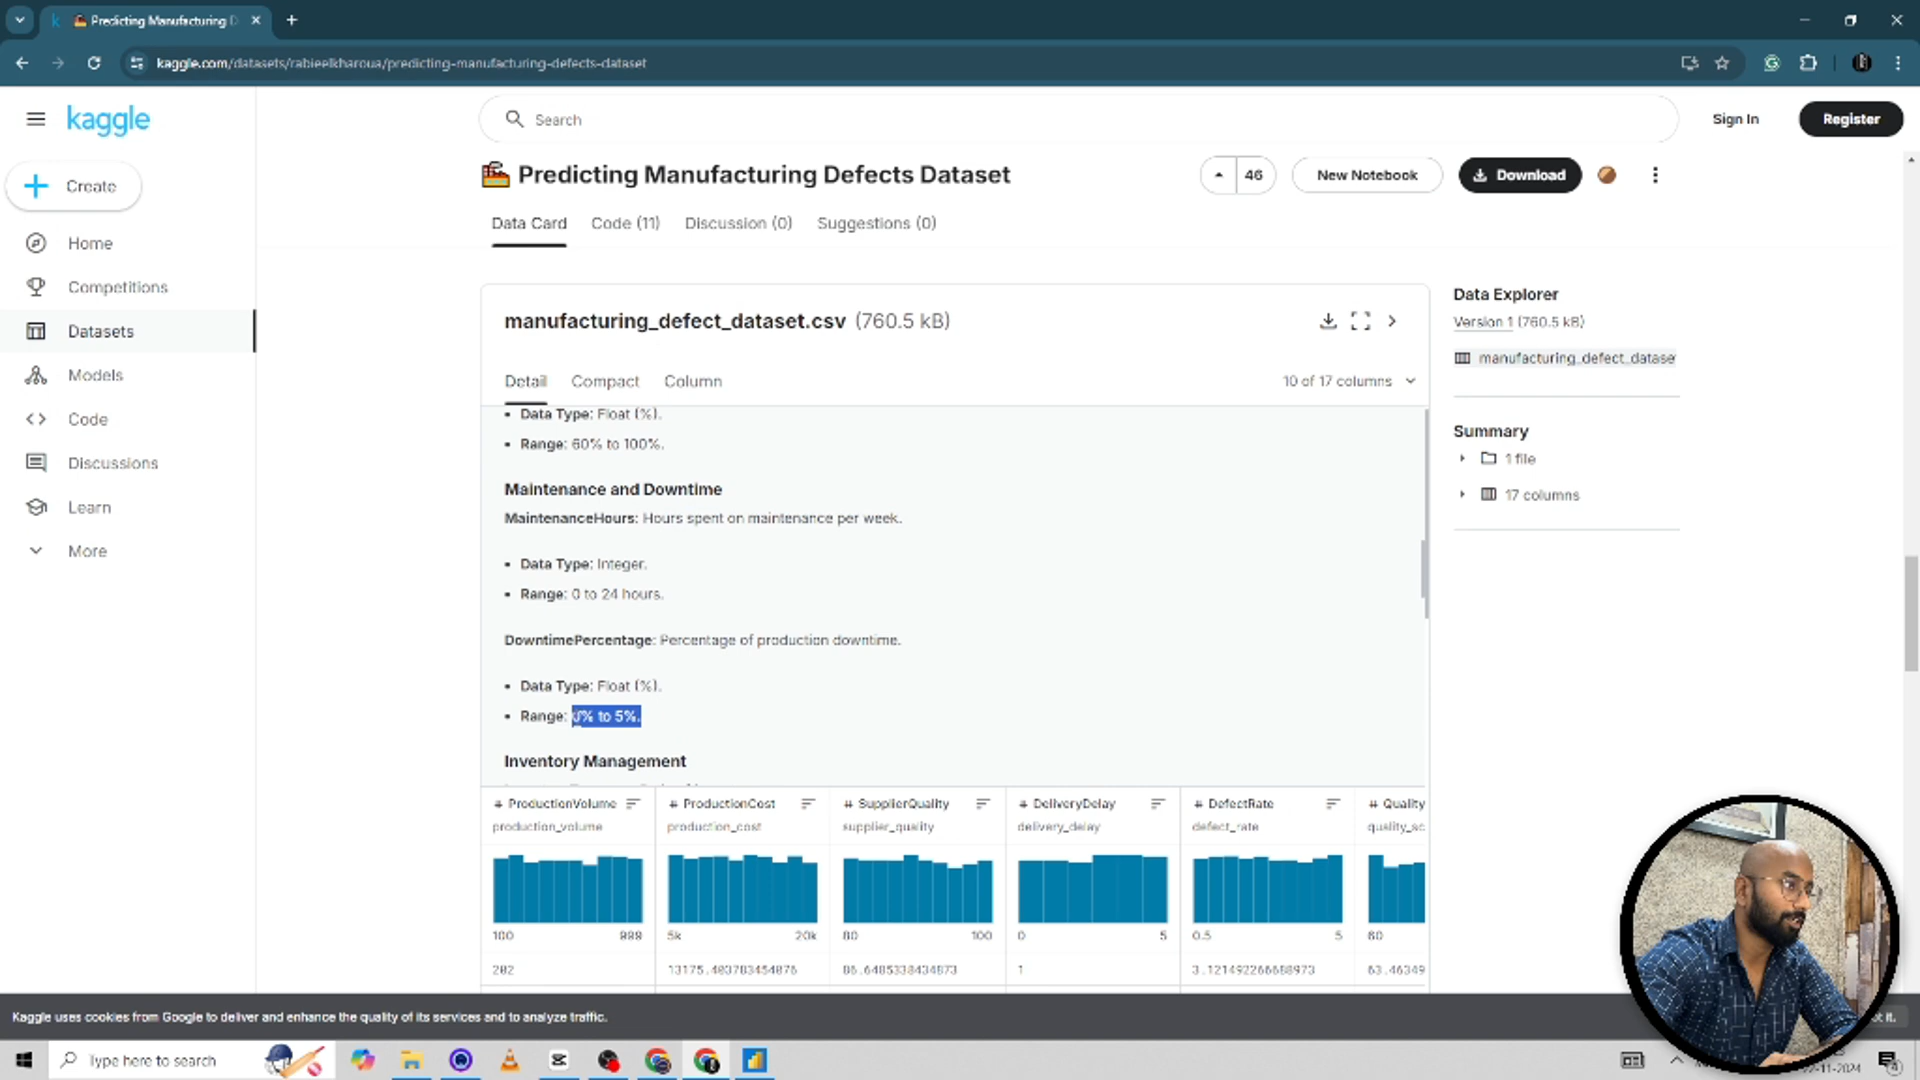 Predicting Manufacturing D
kaggle.com/datasets/rabieelkharoua/predicting-manufacturing-defects-dataset
kaggle
Search
Sign In
Register
Create
Home
Competitions
Datasets
Models
Code
Discussions
Learn
More
Predicting Manufacturing Defects Dataset
46
New Notebook
Download
Data Card
Code (11)
Discussion (0)
Suggestions (0)
manufacturing_defect_dataset.csv (760.5 kB)
Detail
Compact
Column
10 of 17 columns
• Data Type: Float (%).
• Range: 60% to 100%.
Maintenance and Downtime
MaintenanceHours: Hours spent on maintenance per week.
• Data Type: Integer.
• Range: 0 to 24 hours.
DowntimePercentage: Percentage of production downtime.
• Data Type: Float (%).
• Range: 0% to 5%.
Inventory Management
# ProductionVolume
production_volume
100 999
202
# ProductionCost
production_cost
5k 20k
13175.403783454076
# SupplierQuality
supplier_quality
80 100
86.6485338434873
# DeliveryDelay
delivery_delay
0 5
1
# DefectRate
defect_rate
0.5 5
3.121492266688973
# Quality
quality_sc
60
63.46349
Data Explorer
Version 1 (760.5 kB)
manufacturing_defect_datase
Summary
1 file
17 columns
Kaggle uses cookies from Google to deliver and enhance the quality of its services and to analyze traffic.
Type here to search
-11-2024